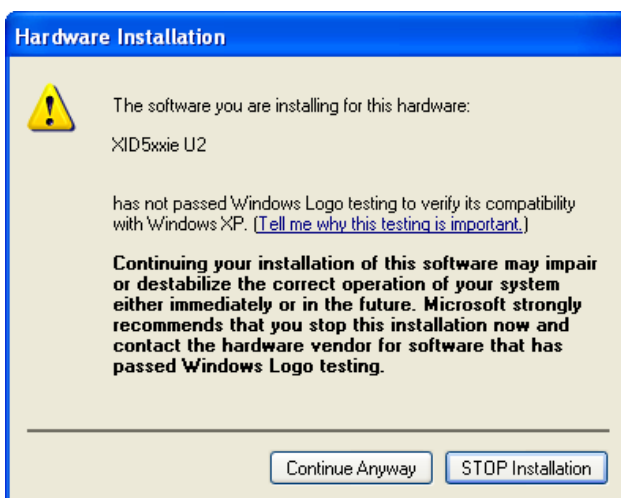 Hardware Installation
The software you are installing for this hardware:
XID5xxie U2
has not passed Windows Logo testing to verify its compatibility
with Windows XP. (Tell me why this testing is important.)
Continuing your installation of this software may impair
or destabilize the correct operation of your system
either immediately or in the future. Microsoft strongly
recommends that you stop this installation now and
contact the hardware vendor for software that has
passed Windows Logo testing.
Continue Anyway STOP Installation